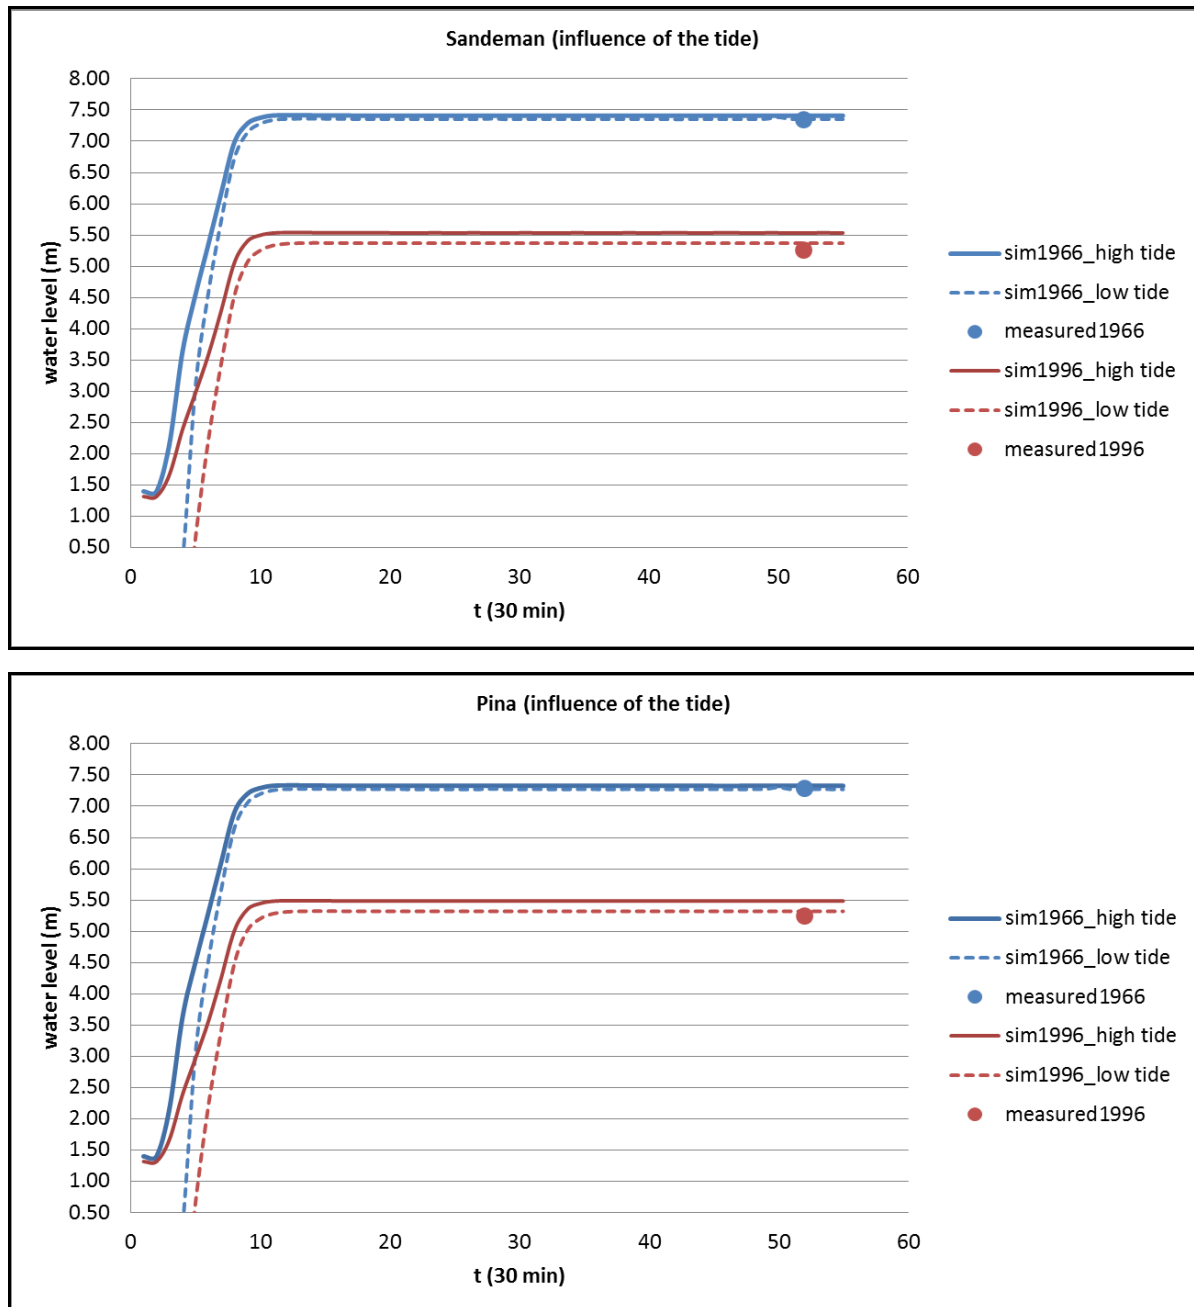 Sandeman (influence of the tide)
8.00
7.50
7.00
6.50
6.00
5.50
5.00
4.50
4.00
3.50
3.00
2.50
2.00
1.50
1.00
0.50
water level (m)
0 10 20 30 40 50 60
t (30 min)
sim1966_high tide
sim1966_low tide
measured1966
sim1996_high tide
sim1996_low tide
measured1996
Pina (influence of the tide)
8.00
7.50
7.00
6.50
6.00
5.50
5.00
4.50
4.00
3.50
3.00
2.50
2.00
1.50
1.00
0.50
water level (m)
0 10 20 30 40 50 60
t (30 min)
sim1966_high tide
sim1966_low tide
measured1966
sim1996_high tide
sim1996_low tide
measured1996